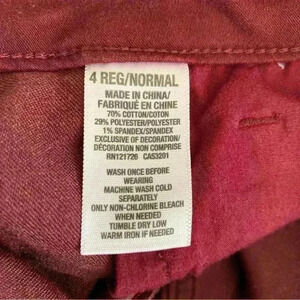 4 REG/NORMAL
MADE IN CHINA/
FABRIQUÉ EN CHINE
70% COTTON/COTON
29% POLYESTER/POLYESTER
1% SPANDEX/SPANDEX
EXCLUSIVE OF DECORATION/
DÉCORATION NON COMPRISE
RN121726 CA53201
WASH ONCE BEFORE
WEARING
MACHINE WASH COLD
SEPARATELY
ONLY NON-CHLORINE BLEACH
WHEN NEEDED
TUMBLE DRY LOW
WARM IRON IF NEEDED